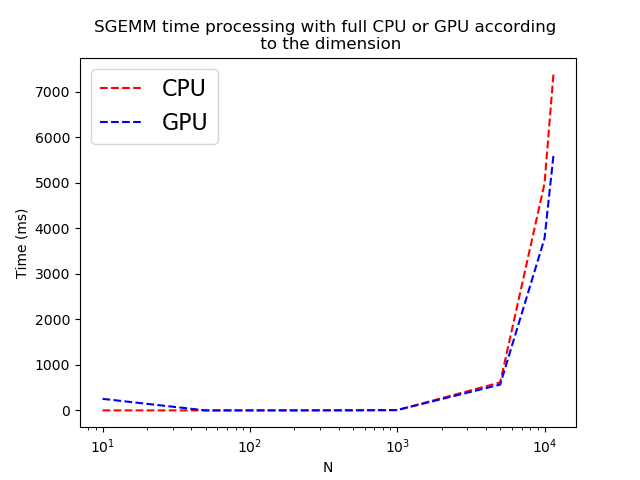 SGEMM time processing with full CPU or GPU according
to the dimension
CPU
GPU
7000
6000
5000
4000
3000
2000
1000
0
Time (ms)
10¹
10²
10³
10⁴
N